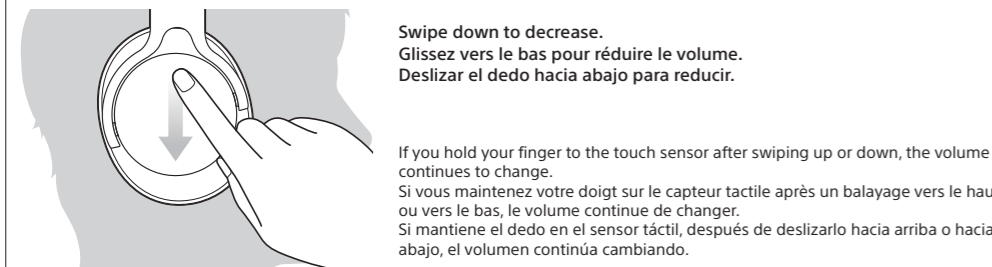 Swipe down to decrease.
Glissez vers le bas pour réduire le volume.
Deslizar el dedo hacia abajo para reducir.
If you hold your finger to the touch sensor after swiping up or down, the volume
continues to change.
Si vous maintenez votre doigt sur le capteur tactile après un balayage vers le hau
ou vers le bas, le volume continue de changer.
Si mantiene el dedo en el sensor táctil, después de deslizarlo hacia arriba o hacia
abajo, el volumen continúa cambiando.